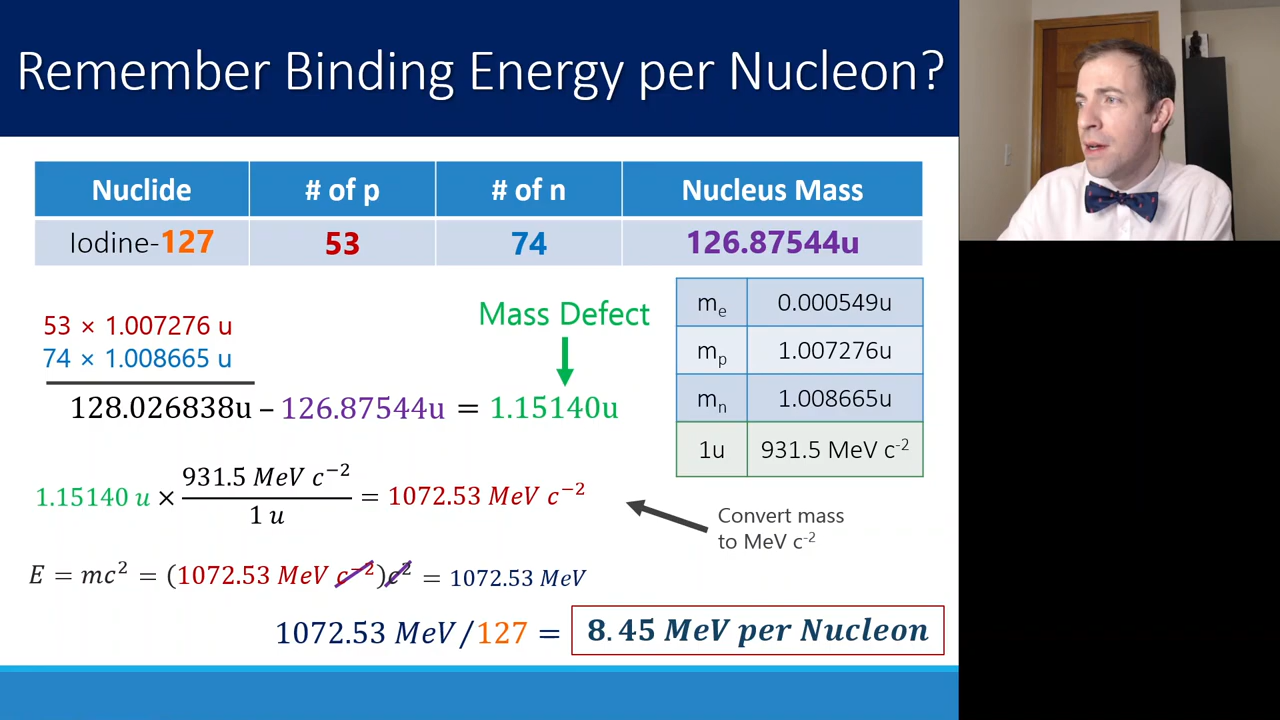 Remember Binding Energy per Nucleon?
Nuclide # of p # of n Nucleus Mass
Iodine-127 53 74 126.87544u
Mass Defect
53 × 1.007276 u
74 × 1.008665 u
128.026838u – 126.87544u = 1.15140u
mₑ 0.000549u
mₚ 1.007276u
mₙ 1.008665u
1u 931.5 MeV c⁻²
1.15140 u × 931.5 MeV c⁻² / 1 u = 1072.53 MeV c⁻²
Convert mass
to MeV c⁻²
E = mc² = (1072.53 MeV c⁻²)c² = 1072.53 MeV
1072.53 MeV/127 = 8.45 MeV per Nucleon